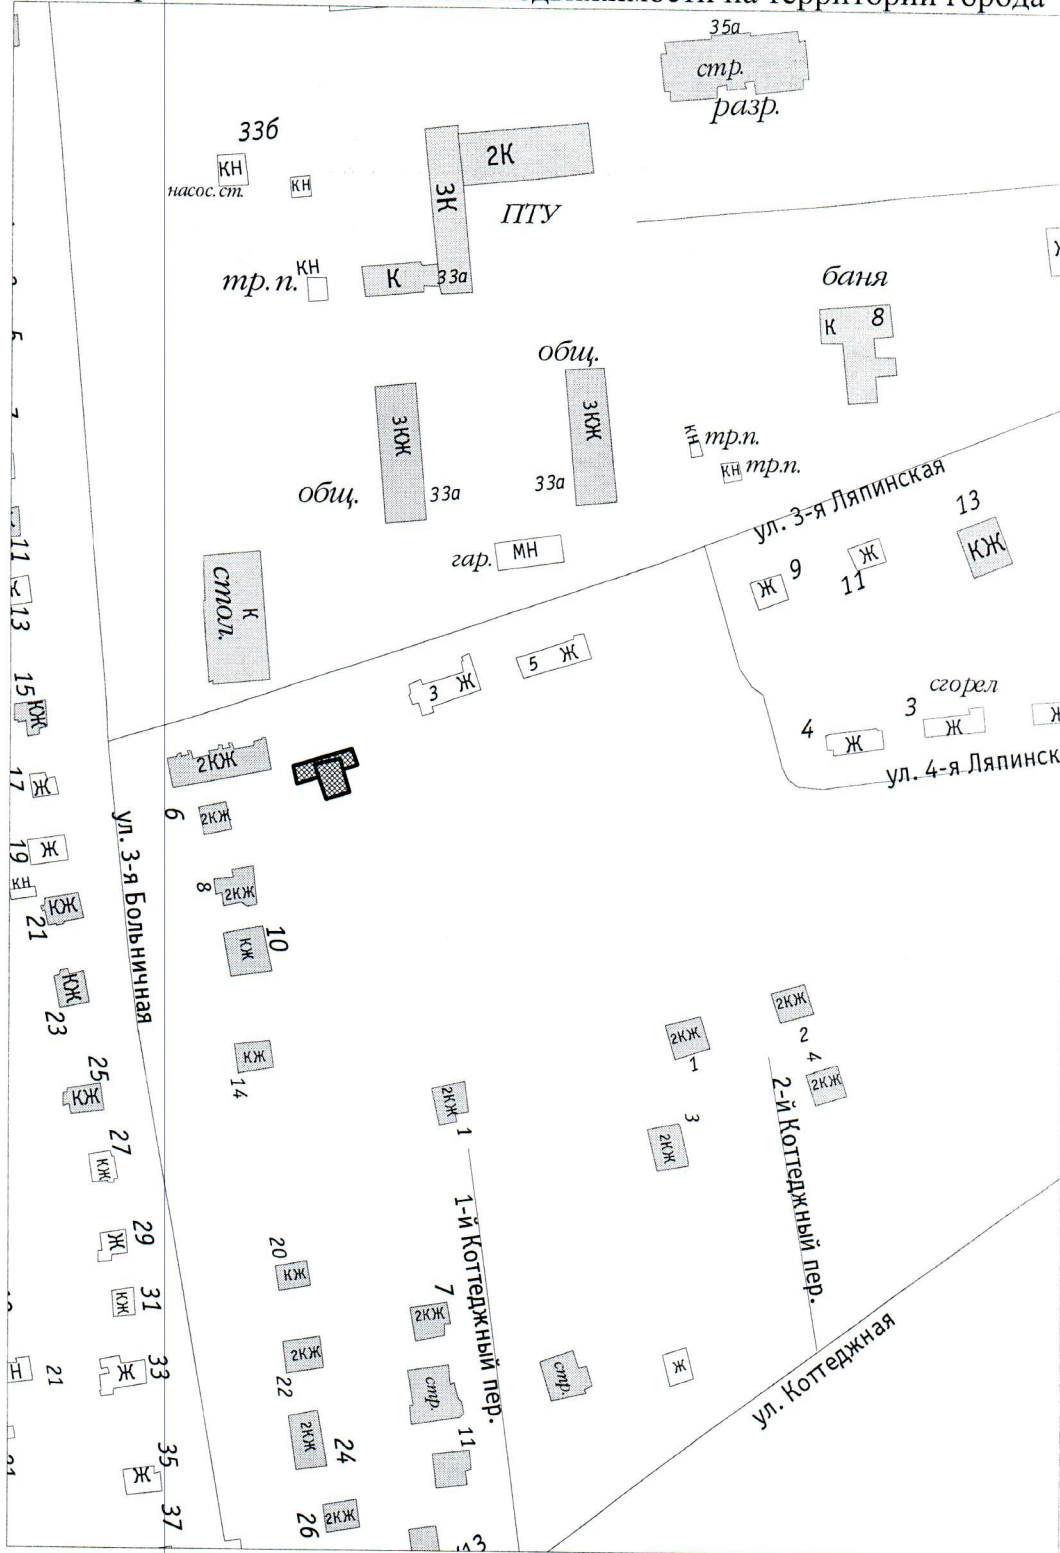 территории города
35а
стр.
разр.
33б
КН
насос. ст.
КН
2К
3К
ПТУ
КН
тр. п.
К
33а
баня
К
8
общ.
3КЖ
3КЖ
33а
33а
общ.
КН
тр.п.
КН
тр.п.
ул. 3-я Ляпинская
13
КЖ
гар.
МН
Ж
9
Ж
11
стол.
К
5
7
11
13
15
КЖ
3
Ж
5
Ж
сгорел
4
Ж
3
Ж
ул. 4-я Ляпинск
2КЖ
6
2КЖ
17
Ж
19
Ж
КН
21
КЖ
ул. 3-я Больничная
8
2КЖ
10
КЖ
23
КЖ
14
КЖ
25
КЖ
27
КЖ
29
Ж
31
КЖ
33
Ж
Н
21
35
Ж
37
2КЖ
2
2КЖ
1
4
2КЖ
3
2КЖ
2-й Коттеджный пер.
2КЖ
1
1-й Коттеджный пер.
20
КЖ
7
2КЖ
22
2КЖ
стр.
стр.
Ж
ул. Коттеджная
24
2КЖ
11
26
2КЖ
13